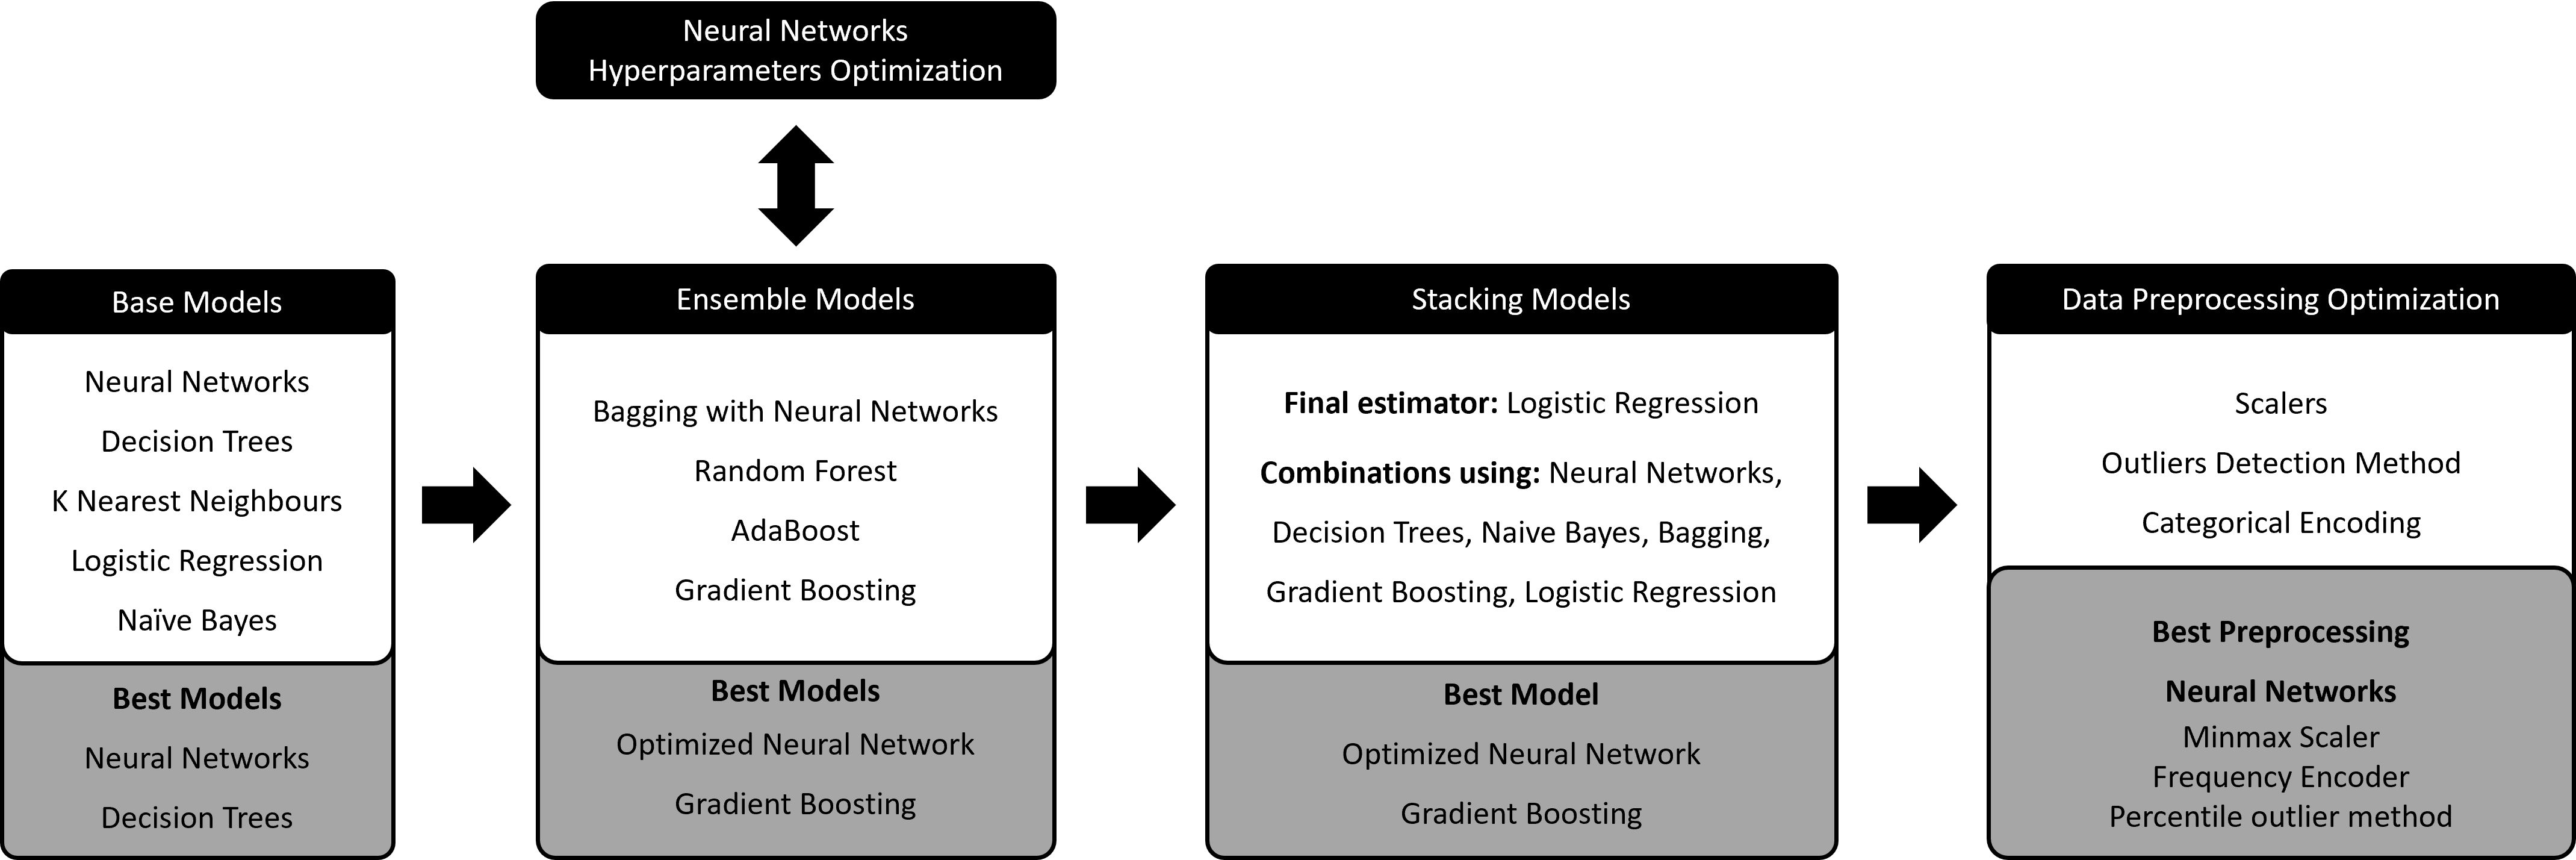 Neural Networks
Hyperparameters Optimization
Base Models
Neural Networks
Decision Trees
K Nearest Neighbours
Logistic Regression
Naïve Bayes
Best Models
Neural Networks
Decision Trees
Ensemble Models
Bagging with Neural Networks
Random Forest
AdaBoost
Gradient Boosting
Best Models
Optimized Neural Network
Gradient Boosting
Stacking Models
Final estimator: Logistic Regression
Combinations using: Neural Networks,
Decision Trees, Naive Bayes, Bagging,
Gradient Boosting, Logistic Regression
Best Model
Optimized Neural Network
Gradient Boosting
Data Preprocessing Optimization
Scalers
Outliers Detection Method
Categorical Encoding
Best Preprocessing
Neural Networks
Minmax Scaler
Frequency Encoder
Percentile outlier method